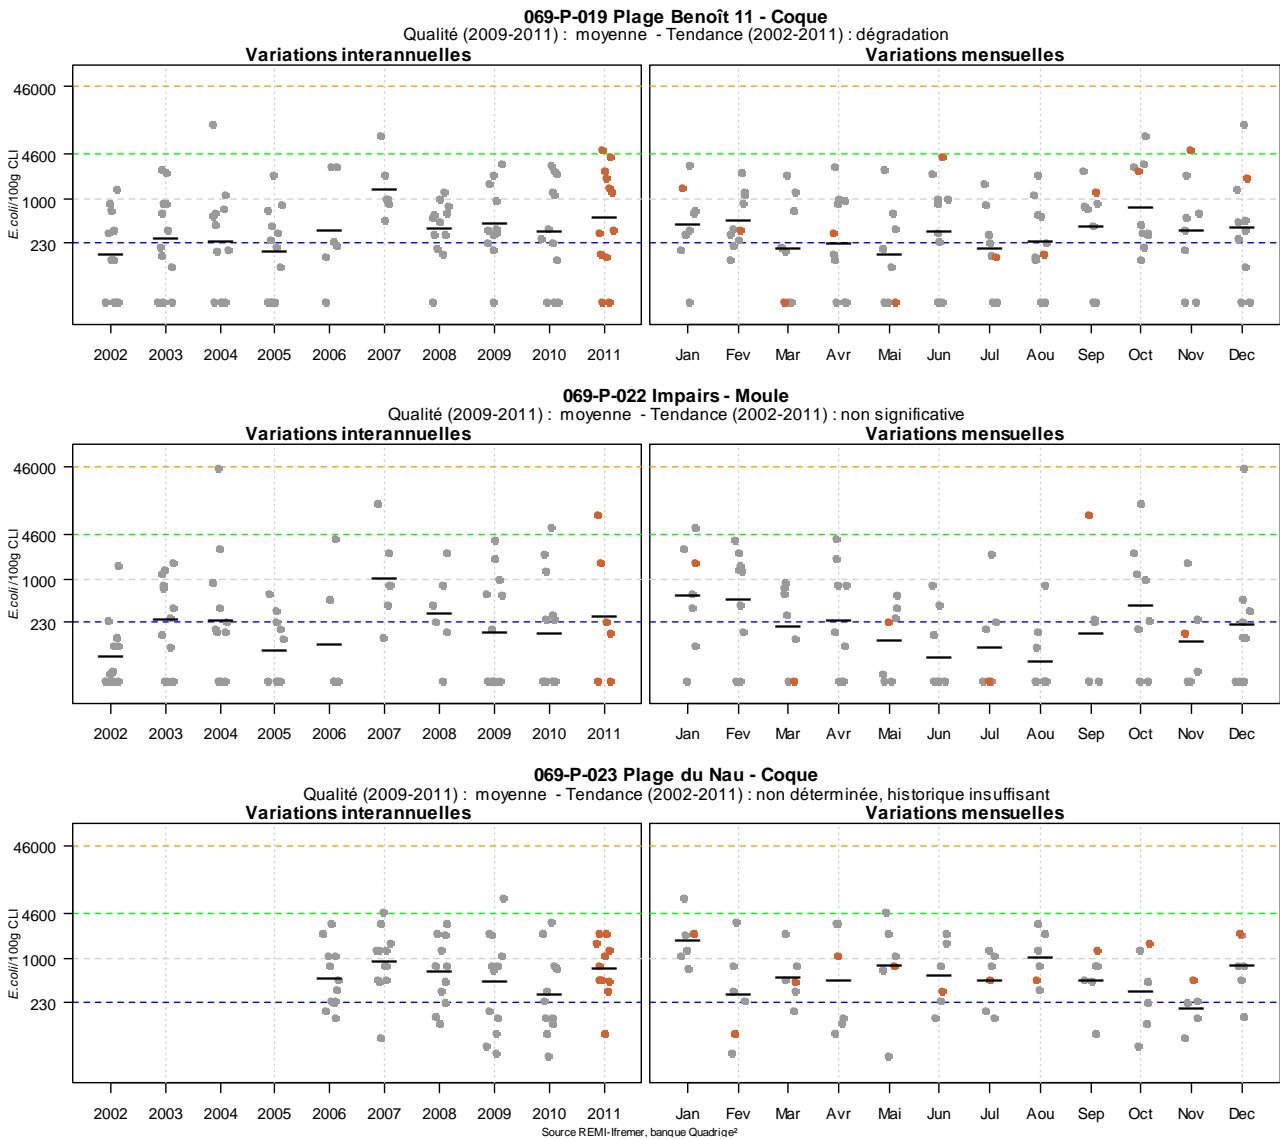 069-P-019 Plage Benoît 11 - Coque
Qualité (2009-2011) : moyenne - Tendance (2002-2011) : dégradation
Variations interannuelles
Variations mensuelles
E.coli/100g CLI
46000
4600
1000
230
2002 2003 2004 2005 2006 2007 2008 2009 2010 2011
Jan Fev Mar Avr Mai Jun Jul Aou Sep Oct Nov Dec
069-P-022 Impairs - Moule
Qualité (2009-2011) : moyenne - Tendance (2002-2011) : non significative
Variations interannuelles
Variations mensuelles
E.coli/100g CLI
46000
4600
1000
230
2002 2003 2004 2005 2006 2007 2008 2009 2010 2011
Jan Fev Mar Avr Mai Jun Jul Aou Sep Oct Nov Dec
069-P-023 Plage du Nau - Coque
Qualité (2009-2011) : moyenne - Tendance (2002-2011) : non déterminée, historique insuffisant
Variations interannuelles
Variations mensuelles
E.coli/100g CLI
46000
4600
1000
230
2002 2003 2004 2005 2006 2007 2008 2009 2010 2011
Jan Fev Mar Avr Mai Jun Jul Aou Sep Oct Nov Dec
Source REMI-Ifremer, banque Quadrige²